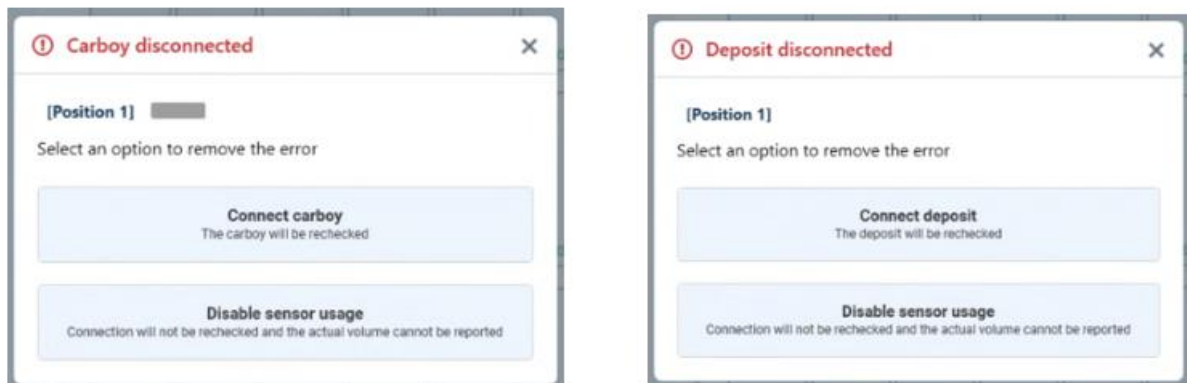 Carboy disconnected
[Position 1]
Select an option to remove the error
Connect carboy
The carboy will be rechecked
Disable sensor usage
Connection will not be rechecked and the actual volume cannot be reported
Deposit disconnected
[Position 1]
Select an option to remove the error
Connect deposit
The deposit will be rechecked
Disable sensor usage
Connection will not be rechecked and the actual volume cannot be reported